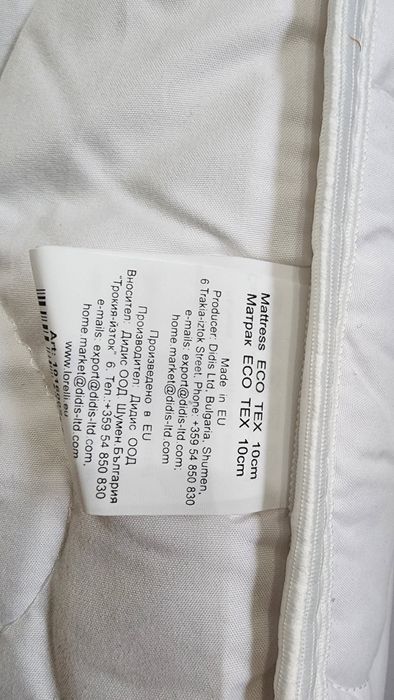 Mattress ECO TEX 10cm
Матрак ECO TEX 10cm
Made in EU
Producer: Didis Ltd. Bulgaria, Shumen,
6 Trakia-iztok Street, Phone: +359 54 850 830
e-mails: export@didis-ltd.com;
home.market@didis-ltd com
Произведено в EU
Производител: Дидис ООД
Вносител: Дидис ООД Шумен.България
"Тракия-изток" 6, Тел.:+359 54 850 830
e-mails: export@didis-ltd com,
home.market@didis-ltd com
www.lorelli.eu
Art: